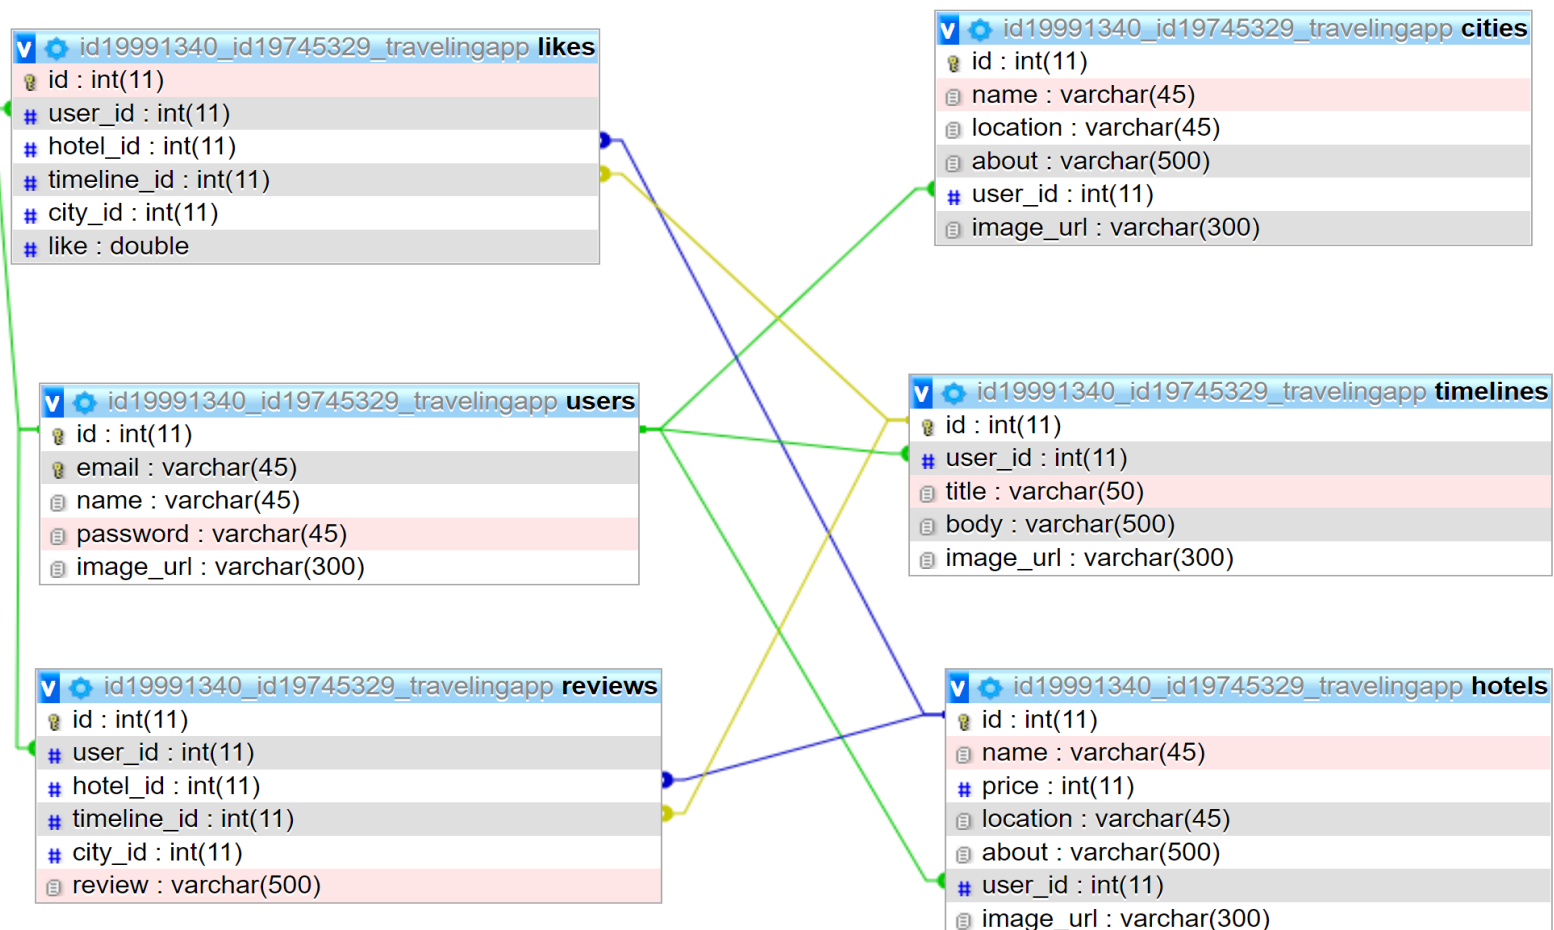 v id19991340_id19745329_travelingapp likes
id : int(11)
# user_id : int(11)
# hotel_id : int(11)
# timeline_id : int(11)
# city_id : int(11)
# like : double
v id19991340_id19745329_travelingapp cities
id : int(11)
name : varchar(45)
location : varchar(45)
about : varchar(500)
# user_id : int(11)
image_url : varchar(300)
v id19991340_id19745329_travelingapp users
id : int(11)
email : varchar(45)
name : varchar(45)
password : varchar(45)
image_url : varchar(300)
v id19991340_id19745329_travelingapp timelines
id : int(11)
# user_id : int(11)
title : varchar(50)
body : varchar(500)
image_url : varchar(300)
v id19991340_id19745329_travelingapp reviews
id : int(11)
# user_id : int(11)
# hotel_id : int(11)
# timeline_id : int(11)
# city_id : int(11)
review : varchar(500)
v id19991340_id19745329_travelingapp hotels
id : int(11)
name : varchar(45)
# price : int(11)
location : varchar(45)
about : varchar(500)
# user_id : int(11)
image_url : varchar(300)